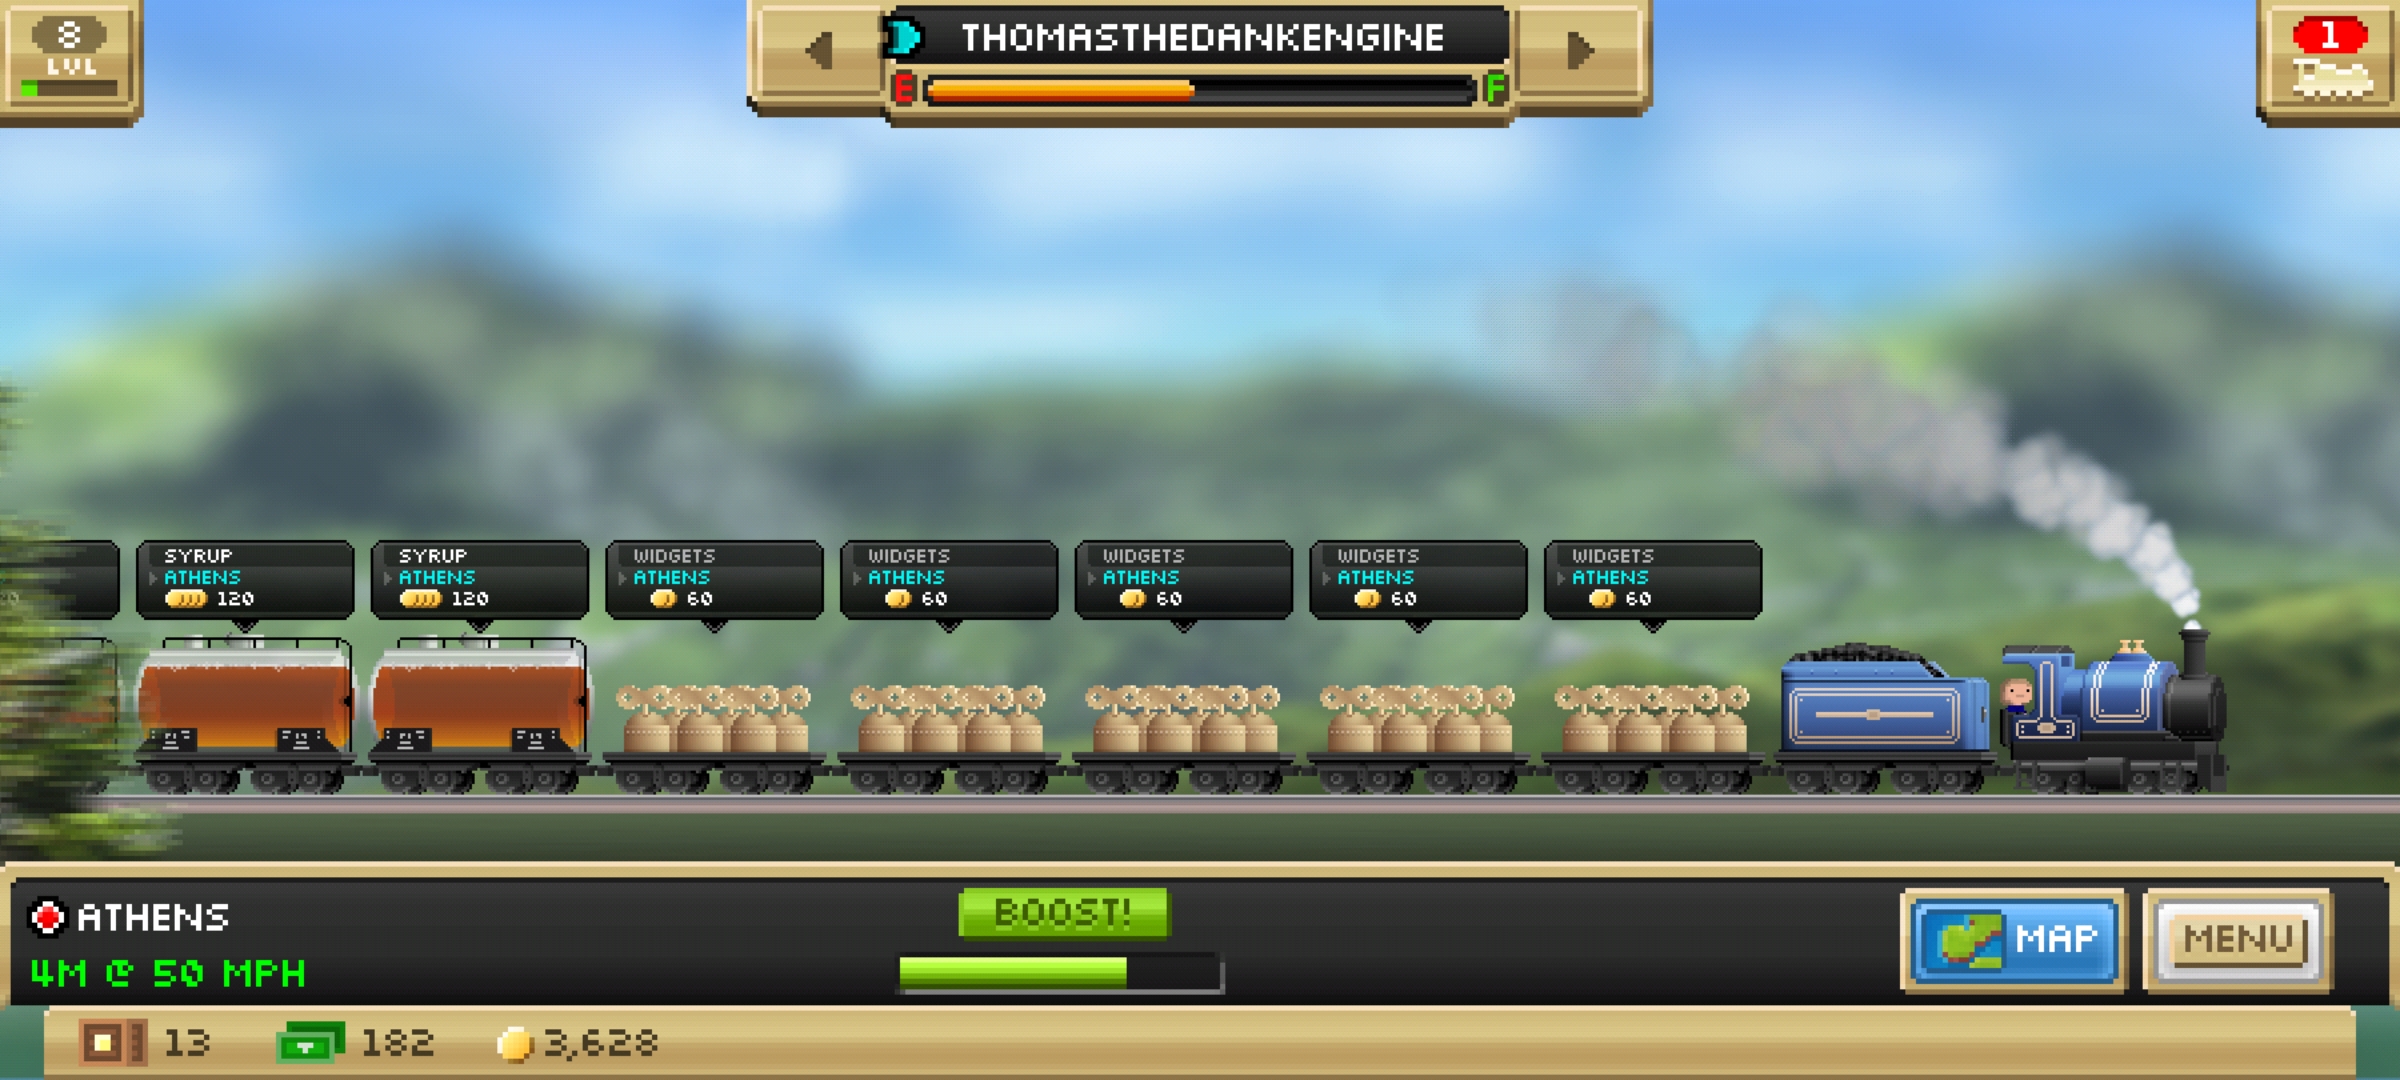 8
LVL
THOMASTHEDANKENGINE
E F
1
SYRUP
ATHENS
120
SYRUP
ATHENS
120
WIDGETS
ATHENS
60
WIDGETS
ATHENS
60
WIDGETS
ATHENS
60
WIDGETS
ATHENS
60
WIDGETS
ATHENS
60
ATHENS
4M @ 50 MPH
BOOST!
MAP
MENU
13
182
3,628